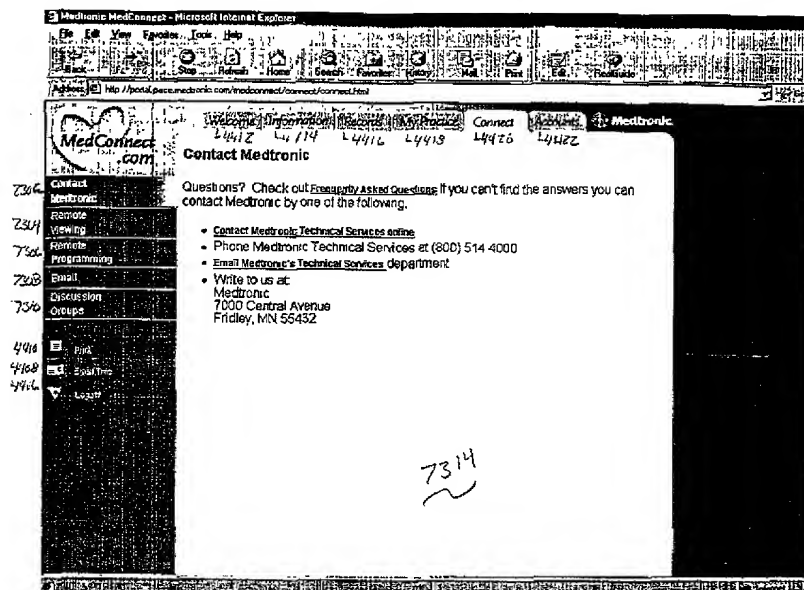 Medtronic MedConnect - Microsoft Internet Explorer
File Edit View Favorites Tools Help
Back Stop Refresh Home Search Favorites History Mail Print Edit RealGuide
Address http://portal.pace.medtronic.com/medconnect/connect/connect.html
Welcome Information Records My Practice Connect Accounts Medtronic
4412 4414 4416 4418 4420 4422
MedConnect
.com
Contact Medtronic
7306
Contact
Medtronic
Questions? Check out Frequently Asked Questions If you can't find the answers you can
contact Medtronic by one of the following.
7304
Remote
Viewing
Contact Medtronic Technical Services online
Phone Medtronic Technical Services at (800) 514-4000
Remote
Programming
Email Medtronic's Technical Services department
7308
Email
Write to us at:
Medtronic
7000 Central Avenue
Fridley, MN 55432
7310
Discussion
Groups
4410
Print
4408
Email This
Logoff
7314